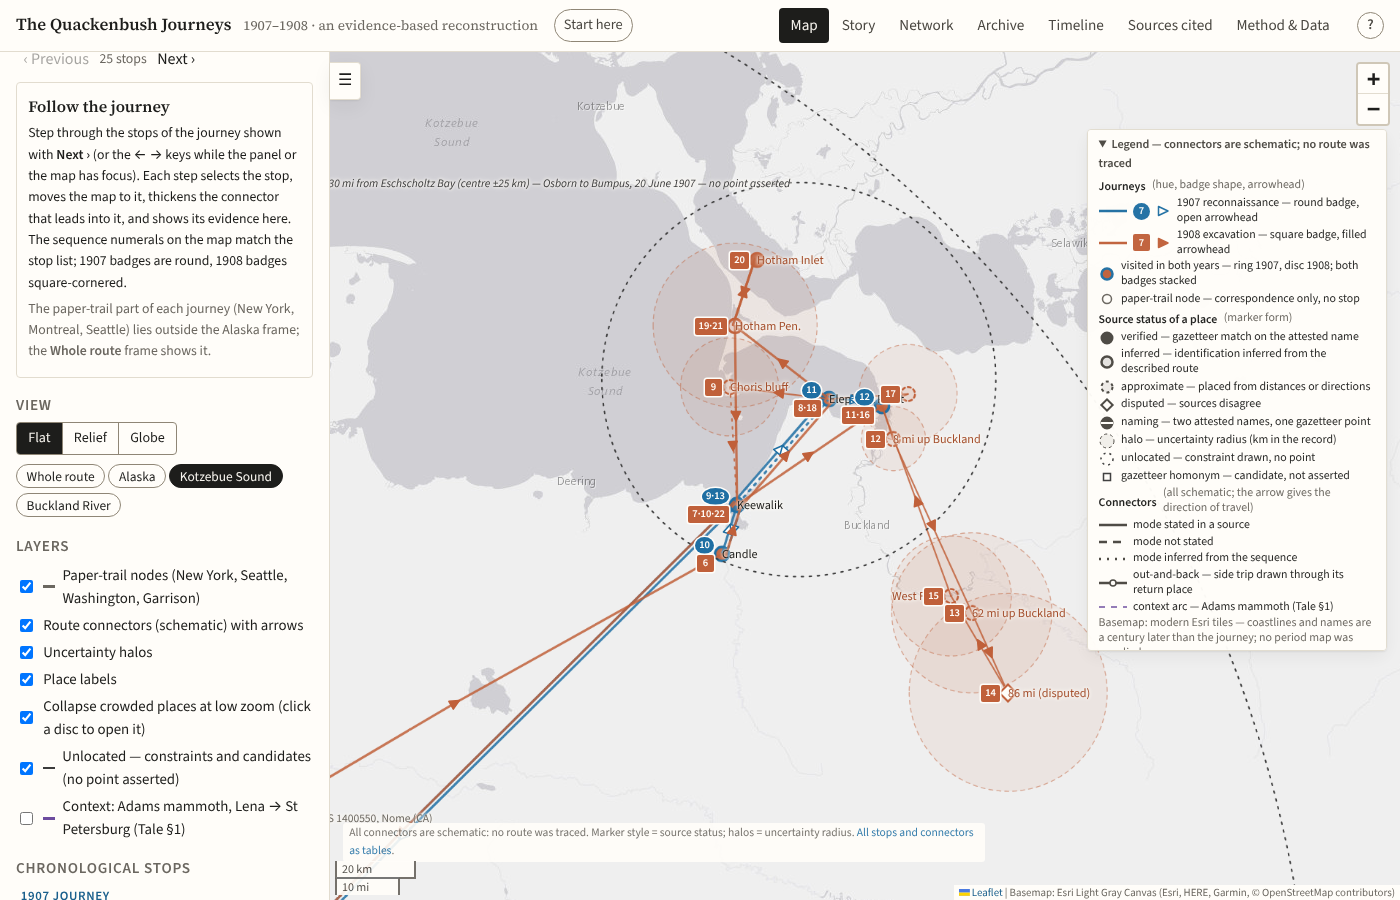 The Quackenbush Journeys 1907–1908 · an evidence-based reconstruction Start here
Map Story Network Archive Timeline Sources cited Method & Data ?
‹ Previous 25 stops Next ›
Follow the journey
Step through the stops of the journey shown
with Next › (or the ← → keys while the panel or
the map has focus). Each step selects the stop,
moves the map to it, thickens the connector
that leads into it, and shows its evidence here.
The sequence numerals on the map match the
stop list; 1907 badges are round, 1908 badges
square-cornered.
The paper-trail part of each journey (New York,
Montreal, Seattle) lies outside the Alaska frame;
the Whole route frame shows it.
VIEW
Flat Relief Globe
Whole route Alaska Kotzebue Sound
Buckland River
LAYERS
Paper-trail nodes (New York, Seattle,
Washington, Garrison)
Route connectors (schematic) with arrows
Uncertainty halos
Place labels
Collapse crowded places at low zoom (click
a disc to open it)
Unlocated — constraints and candidates
(no point asserted)
Context: Adams mammoth, Lena → St
Petersburg (Tale §1)
CHRONOLOGICAL STOPS
1907 JOURNEY
☰
Kotzebue
Kotzebue
Sound
30 mi from Eschscholtz Bay (centre ±25 km) — Osborn to Bumpus, 20 June 1907 — no point asserted
Selawik
20 Hotham Inlet
19·21 Hotham Pen.
Kotzebue
Sound
9 Choris bluff
11
8·18
12
11·16
17
12
mi up Buckland
Deering
9·13
7·10·22
Keewalik
Buckland
10
6
Candle
15
13
62 mi up Buckland
14 86 mi (disputed)
1400550, Nome (CA)
All connectors are schematic: no route was traced. Marker style = source status; halos = uncertainty radius. All stops and connectors
as tables.
20 km
10 mi
+
−
▼ Legend — connectors are schematic; no route was
traced
Journeys (hue, badge shape, arrowhead)
7 1907 reconnaissance — round badge,
open arrowhead
7 1908 excavation — square badge, filled
arrowhead
visited in both years — ring 1907, disc 1908; both
badges stacked
paper-trail node — correspondence only, no stop
Source status of a place (marker form)
verified — gazetteer match on the attested name
inferred — identification inferred from the
described route
approximate — placed from distances or directions
disputed — sources disagree
naming — two attested names, one gazetteer point
halo — uncertainty radius (km in the record)
unlocated — constraint drawn, no point
gazetteer homonym — candidate, not asserted
Connectors (all schematic; the arrow gives the
direction of travel)
mode stated in a source
mode not stated
mode inferred from the sequence
out-and-back — side trip drawn through its
return place
context arc — Adams mammoth (Tale §1)
Basemap: modern Esri tiles — coastlines and names are
a century later than the journey; no period map was
Leaflet | Basemap: Esri Light Gray Canvas (Esri, HERE, Garmin, © OpenStreetMap contributors)